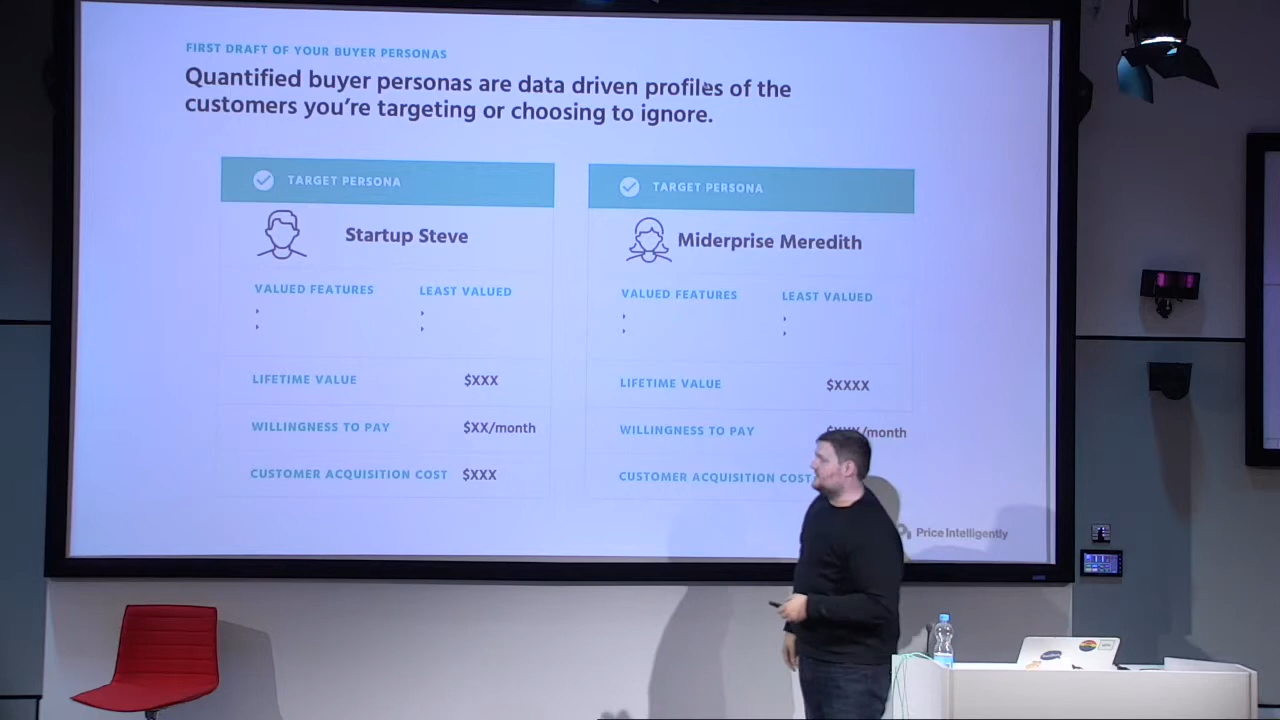 FIRST DRAFT OF YOUR BUYER PERSONAS
Quantified buyer personas are data driven profiles of the
customers you're targeting or choosing to ignore.
TARGET PERSONA
Startup Steve
VALUED FEATURES LEAST VALUED
LIFETIME VALUE $XXX
WILLINGNESS TO PAY $XX/month
CUSTOMER ACQUISITION COST $XXX
TARGET PERSONA
Miderprise Meredith
VALUED FEATURES LEAST VALUED
LIFETIME VALUE $XXXX
WILLINGNESS TO PAY /month
CUSTOMER ACQUISITION COST
Price Intelligently